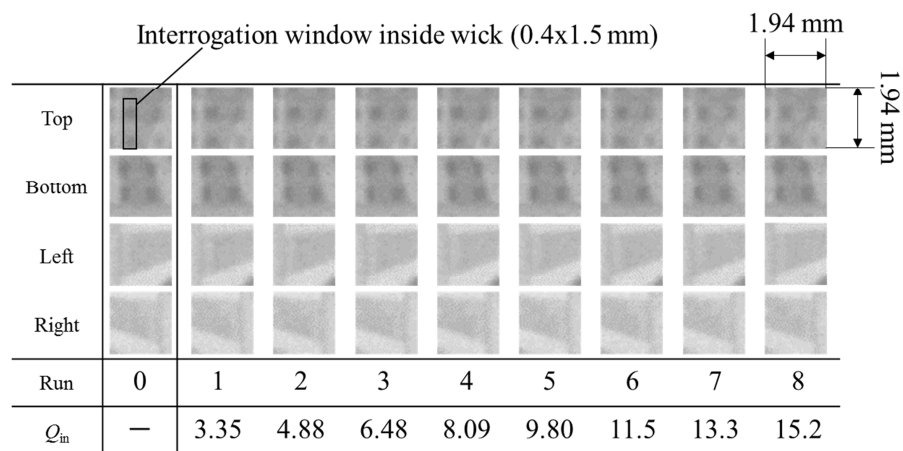 Interrogation window inside wick (0.4x1.5 mm)
1.94 mm
1.94 mm
Top
Bottom
Left
Right
Run 0 1 2 3 4 5 6 7 8
Qin — 3.35 4.88 6.48 8.09 9.80 11.5 13.3 15.2